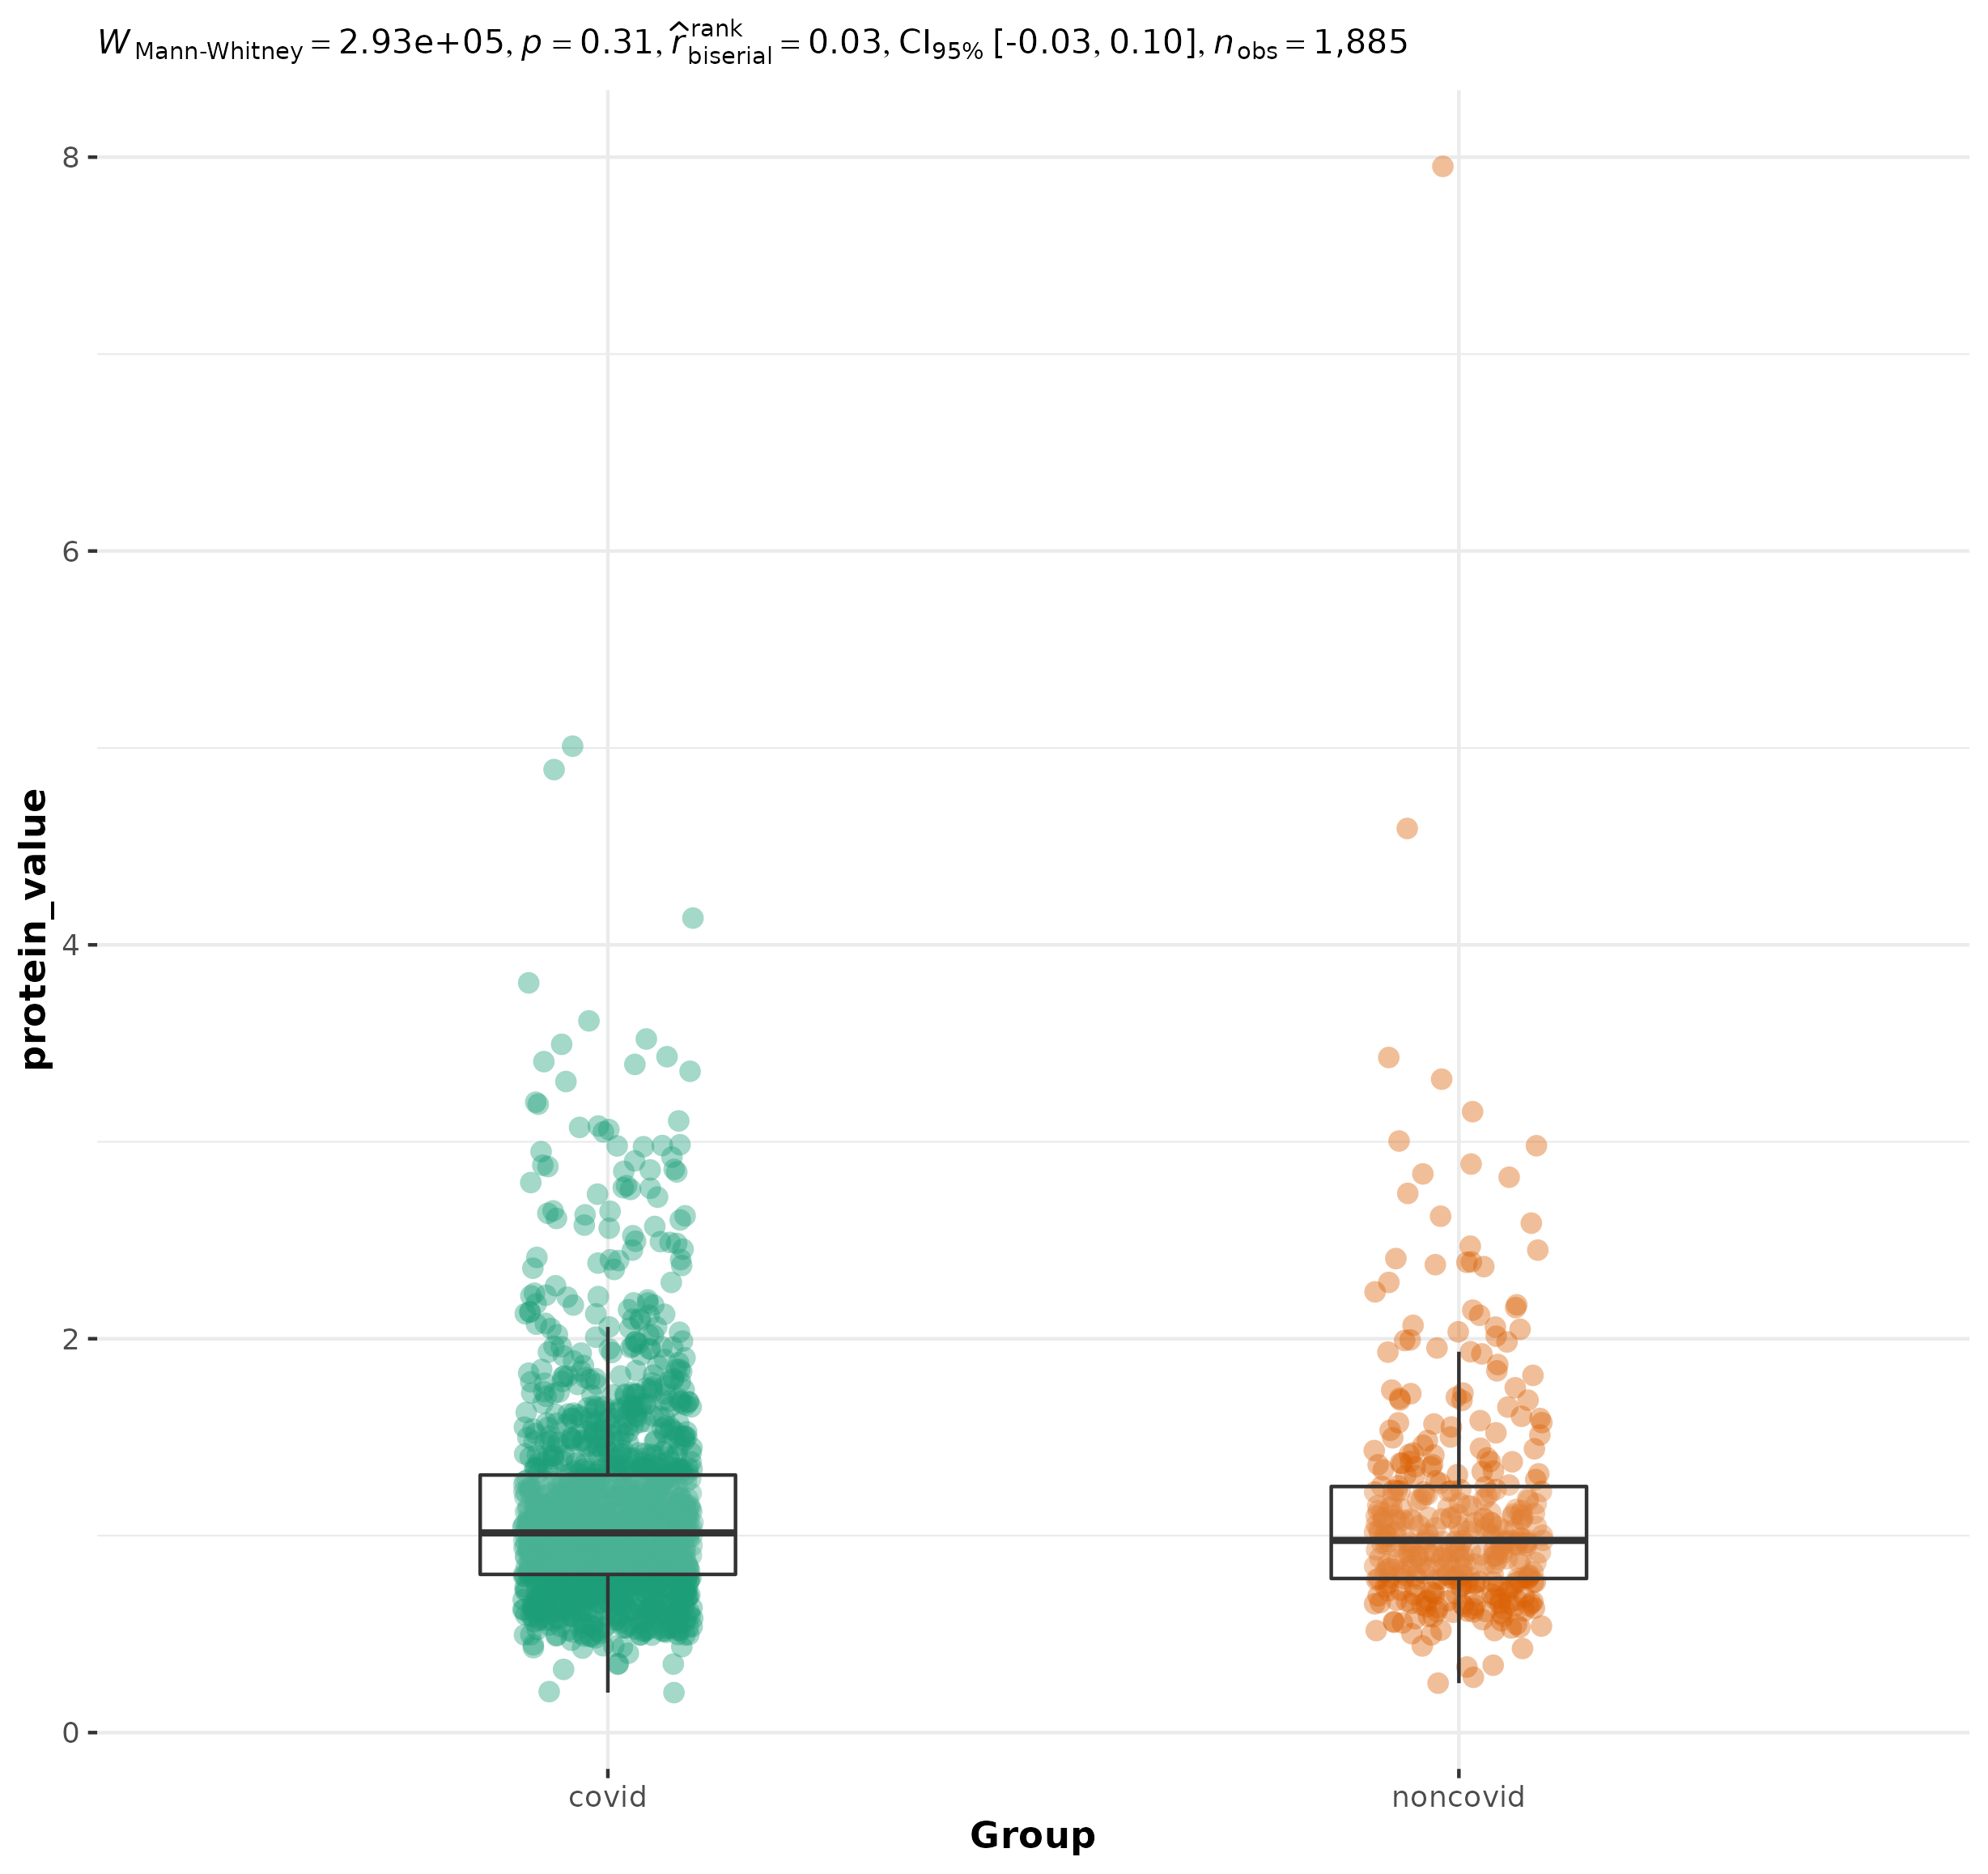 W Mann-Whitney = 2.93e+05, p = 0.31, r̂ rank biserial = 0.03, CI95% [-0.03, 0.10], n obs = 1,885
8
6
4
2
0
protein_value
covid noncovid
Group